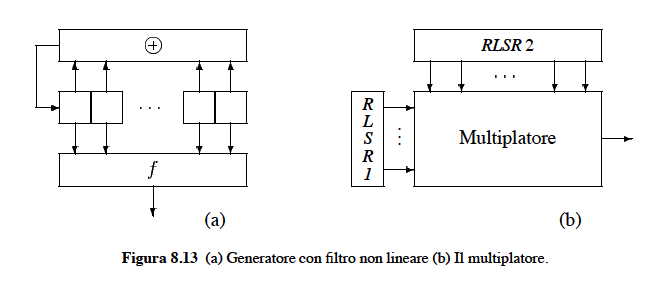 ⊕
. . .
f
(a)
RLSR 2
. . .
R
L
S
R
1
⋮
Multiplatore
(b)
Figura 8.13 (a) Generatore con filtro non lineare (b) Il multiplatore.